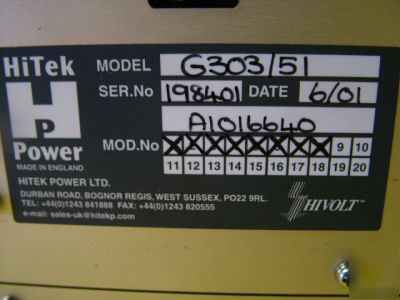 HiTek
HP
Power
MADE IN ENGLAND
MODEL G303/51
SER.No 198401 DATE 6/01
A1016640
MOD.No 9 10
11 12 13 14 15 16 17 18 19 20
HITEK POWER LTD.
DURBAN ROAD, BOGNOR REGIS, WEST SUSSEX, PO22 9RL.
TEL: +44(0)1243 841888 FAX: +44(0)1243 820555
e-mail: sales-uk@hitekp.com
HIVOLT